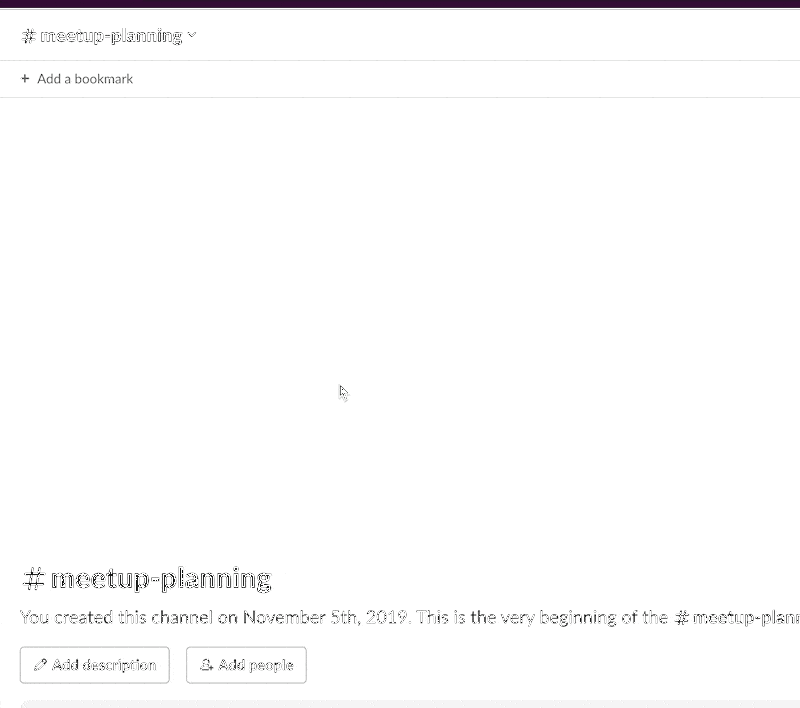 # meetup-planning
+ Add a bookmark
# meetup-planning
You created this channel on November 5th, 2019. This is the very beginning of the # meetup-plann
Add description
Add people